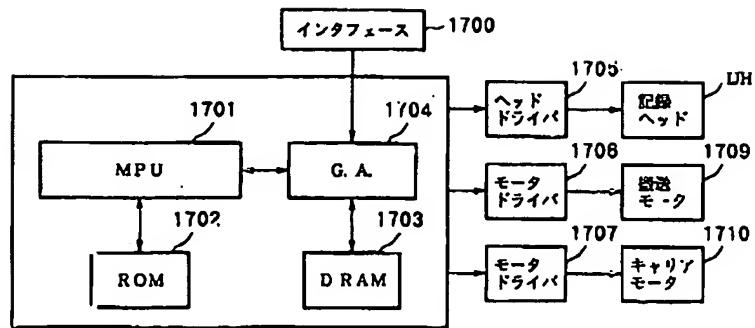 インタフェース
1700
1701
MPU
1704
G. A.
1702
ROM
1703
DRAM
1705
ヘッド
ドライバ
IJH
記録
ヘッド
1706
モータ
ドライバ
1709
搬送
モータ
1707
モータ
ドライバ
1710
キャリア
モータ